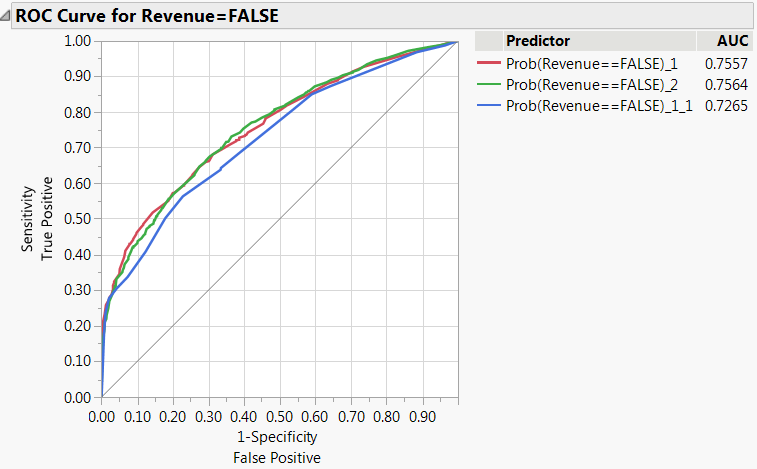 ROC Curve for Revenue=FALSE
1.00
0.90
0.80
0.70
0.60
0.50
0.40
0.30
0.20
0.10
0.00
Sensitivity
True Positive
0.00 0.10 0.20 0.30 0.40 0.50 0.60 0.70 0.80 0.90
1-Specificity
False Positive
Predictor AUC
Prob(Revenue==FALSE)_1 0.7557
Prob(Revenue==FALSE)_2 0.7564
Prob(Revenue==FALSE)_1_1 0.7265